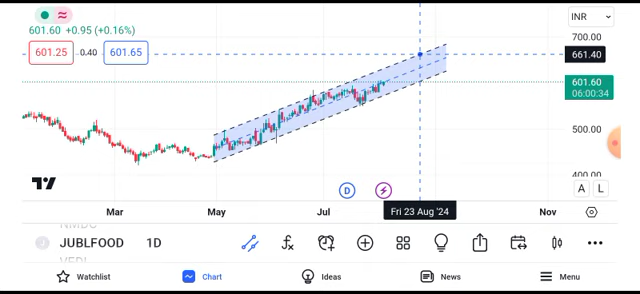 601.60 +0.95 (+0.16%)
INR
601.25 0.40 601.65
700.00
661.40
601.60
06:00:34
500.00
400.00
D
A L
Mar May Jul Fri 23 Aug '24 Nov
NMDC
JUBLFOOD 1D
VEDL
Watchlist Chart Ideas News Menu